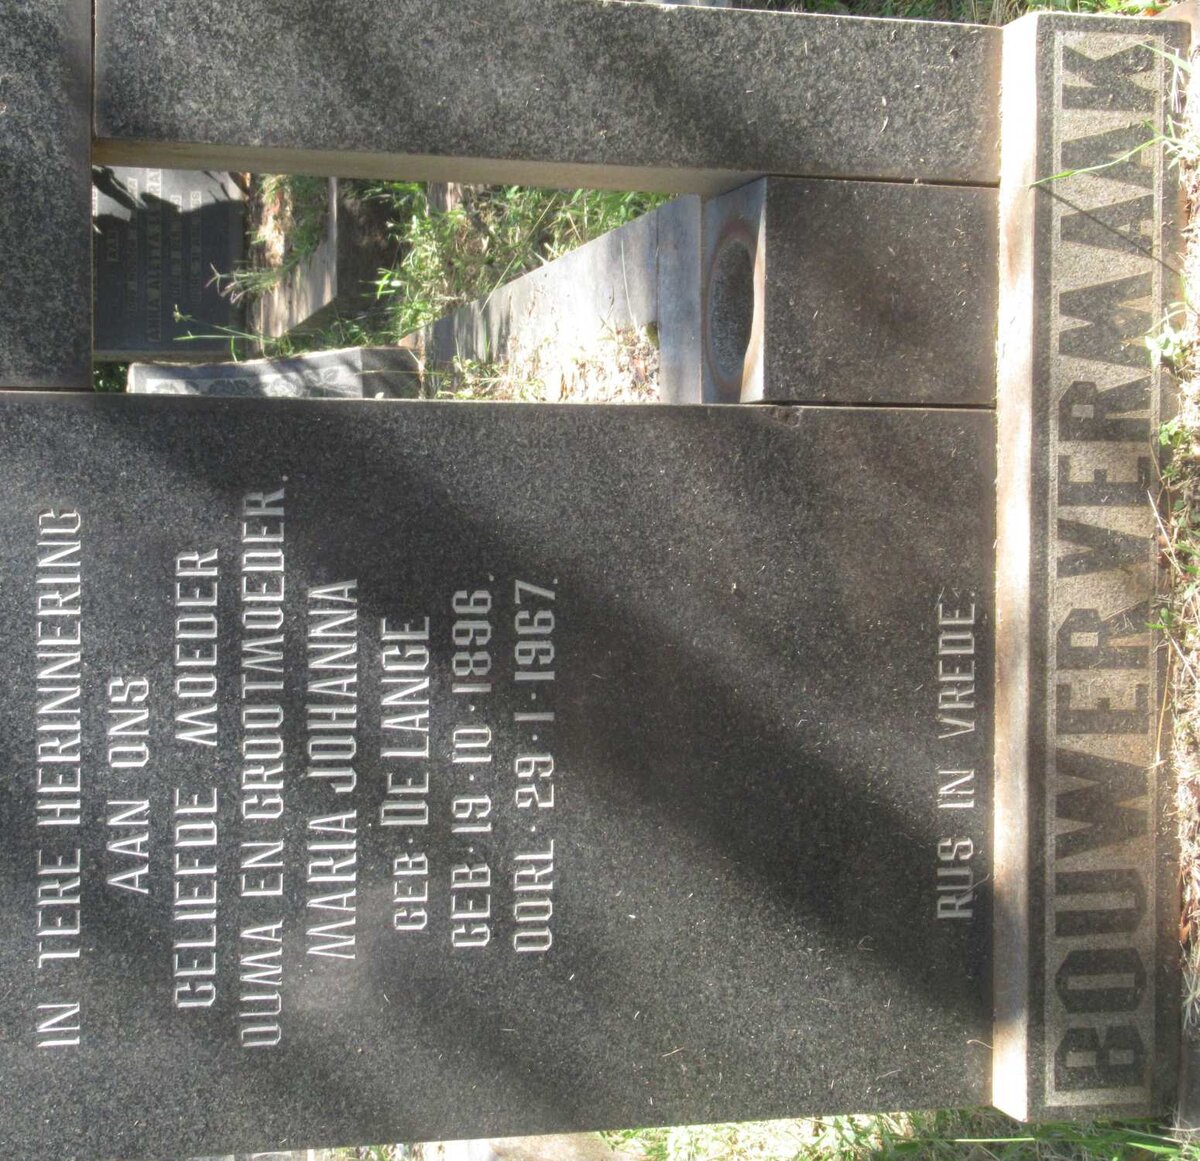 IN TERE HERINNERING
AAN ONS
GELIEFDE MOEDER
OUMA EN GROOTMOEDER.
MARIA JOHANNA
GEB. DE LANGE
GEB. 19. 10. 1896.
OORL. 29. 1. 1967.
RUS IN VREDE.
BOUWER VERMAAK